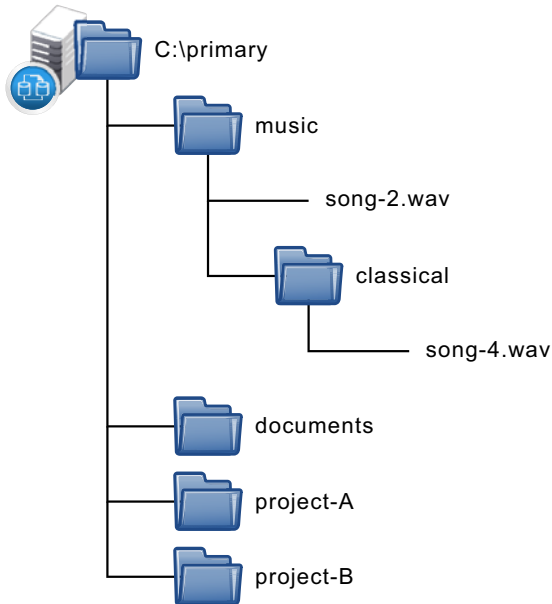 C:\primary
music
song-2.wav
classical
song-4.wav
documents
project-A
project-B